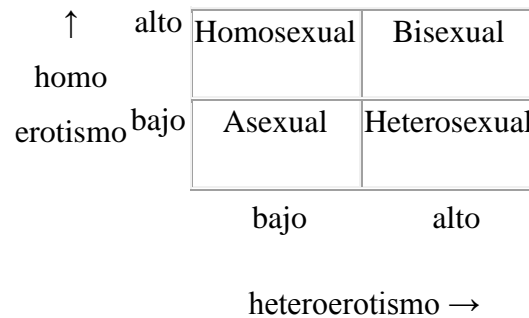 ↑ alto Homosexual Bisexual
homo
erotismo bajo Asexual Heterosexual
bajo alto
heteroerotismo →